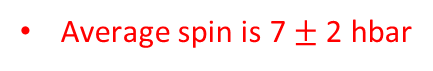 • Average spin is 7 ± 2 hbar